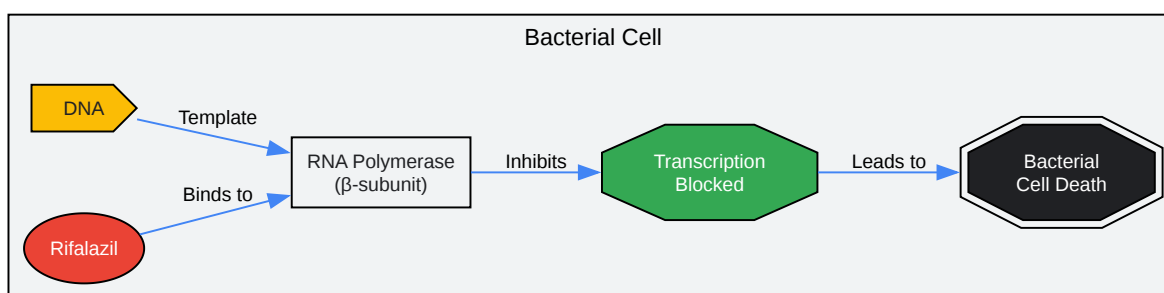 Bacterial Cell
DNA
Template
RNA Polymerase
(β-subunit)
Inhibits
Transcription
Blocked
Leads to
Bacterial
Cell Death
Binds to
Rifalazil